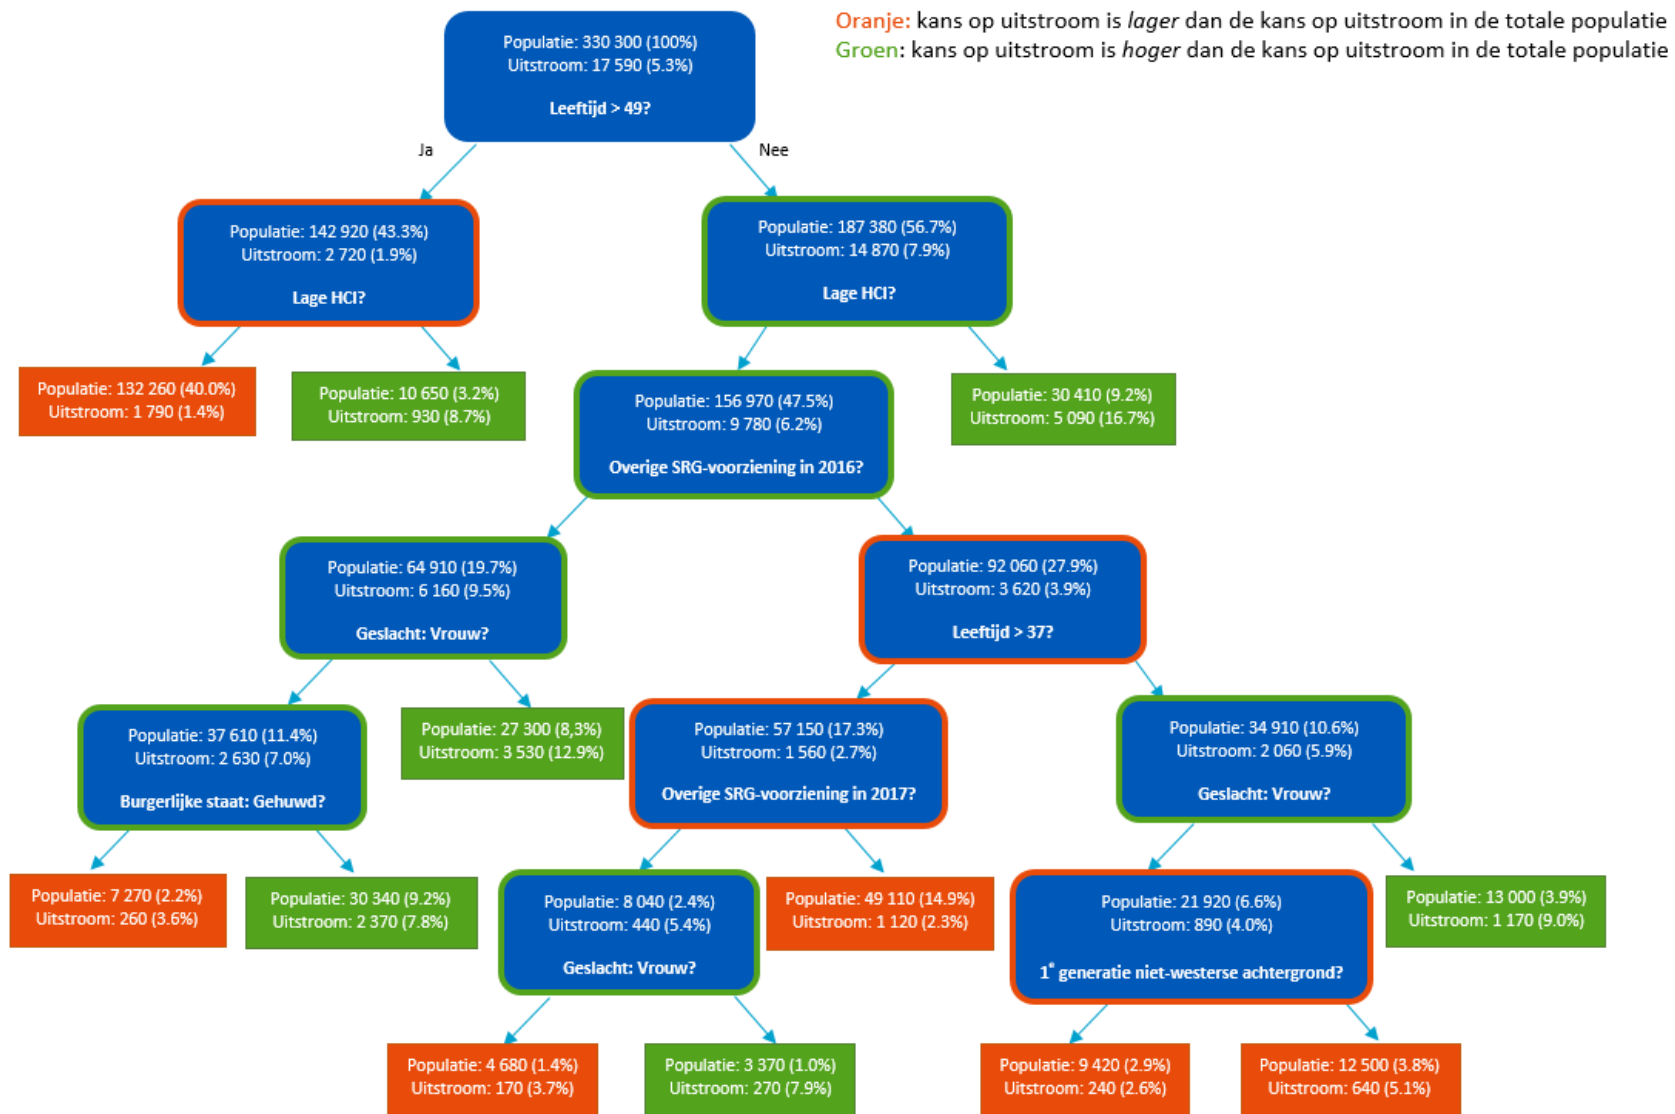 Oranje: kans op uitstroom is lager dan de kans op uitstroom in de totale populatie
Groen: kans op uitstroom is hoger dan de kans op uitstroom in de totale populatie
Populatie: 330 300 (100%)
Uitstroom: 17 590 (5.3%)
Leeftijd > 49?
Ja
Nee
Populatie: 142 920 (43.3%)
Uitstroom: 2 720 (1.9%)
Lage HCI?
Populatie: 187 380 (56.7%)
Uitstroom: 14 870 (7.9%)
Lage HCI?
Populatie: 132 260 (40.0%)
Uitstroom: 1 790 (1.4%)
Populatie: 10 650 (3.2%)
Uitstroom: 930 (8.7%)
Populatie: 156 970 (47.5%)
Uitstroom: 9 780 (6.2%)
Overige SRG-voorziening in 2016?
Populatie: 30 410 (9.2%)
Uitstroom: 5 090 (16.7%)
Populatie: 64 910 (19.7%)
Uitstroom: 6 160 (9.5%)
Geslacht: Vrouw?
Populatie: 92 060 (27.9%)
Uitstroom: 3 620 (3.9%)
Leeftijd > 37?
Populatie: 37 610 (11.4%)
Uitstroom: 2 630 (7.0%)
Burgerlijke staat: Gehuwd?
Populatie: 27 300 (8,3%)
Uitstroom: 3 530 (12.9%)
Populatie: 57 150 (17.3%)
Uitstroom: 1 560 (2.7%)
Overige SRG-voorziening in 2017?
Populatie: 34 910 (10.6%)
Uitstroom: 2 060 (5.9%)
Geslacht: Vrouw?
Populatie: 7 270 (2.2%)
Uitstroom: 260 (3.6%)
Populatie: 30 340 (9.2%)
Uitstroom: 2 370 (7.8%)
Populatie: 8 040 (2.4%)
Uitstroom: 440 (5.4%)
Geslacht: Vrouw?
Populatie: 49 110 (14.9%)
Uitstroom: 1 120 (2.3%)
Populatie: 21 920 (6.6%)
Uitstroom: 890 (4.0%)
1e generatie niet-westerse achtergrond?
Populatie: 13 000 (3.9%)
Uitstroom: 1 170 (9.0%)
Populatie: 4 680 (1.4%)
Uitstroom: 170 (3.7%)
Populatie: 3 370 (1.0%)
Uitstroom: 270 (7.9%)
Populatie: 9 420 (2.9%)
Uitstroom: 240 (2.6%)
Populatie: 12 500 (3.8%)
Uitstroom: 640 (5.1%)